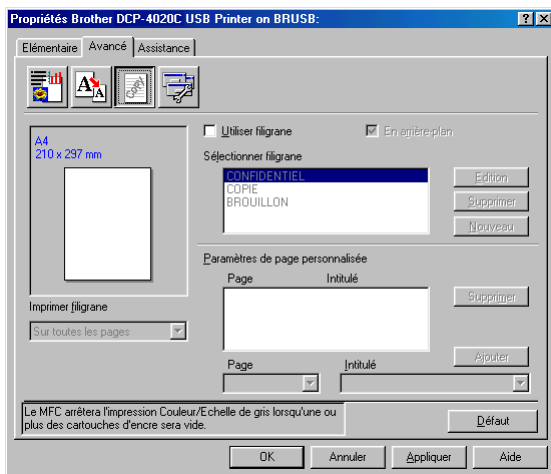 Propriétés Brother DCP-4020C USB Printer on BRUSB:
Elémentaire Avancé Assistance
A4
210 x 297 mm
Utiliser filigrane
En arrière-plan
Sélectionner filigrane
CONFIDENTIEL
COPIE
BROUILLON
Edition
Supprimer
Nouveau
Paramètres de page personnalisée
Page Intitulé
Supprimer
Imprimer filigrane
Sur toutes les pages
Ajouter
Page Intitulé
Le MFC arrêtera l'impression Couleur/Echelle de gris lorsqu'une ou
plus des cartouches d'encre sera
vide.
Défaut
OK Annuler Appliquer Aide